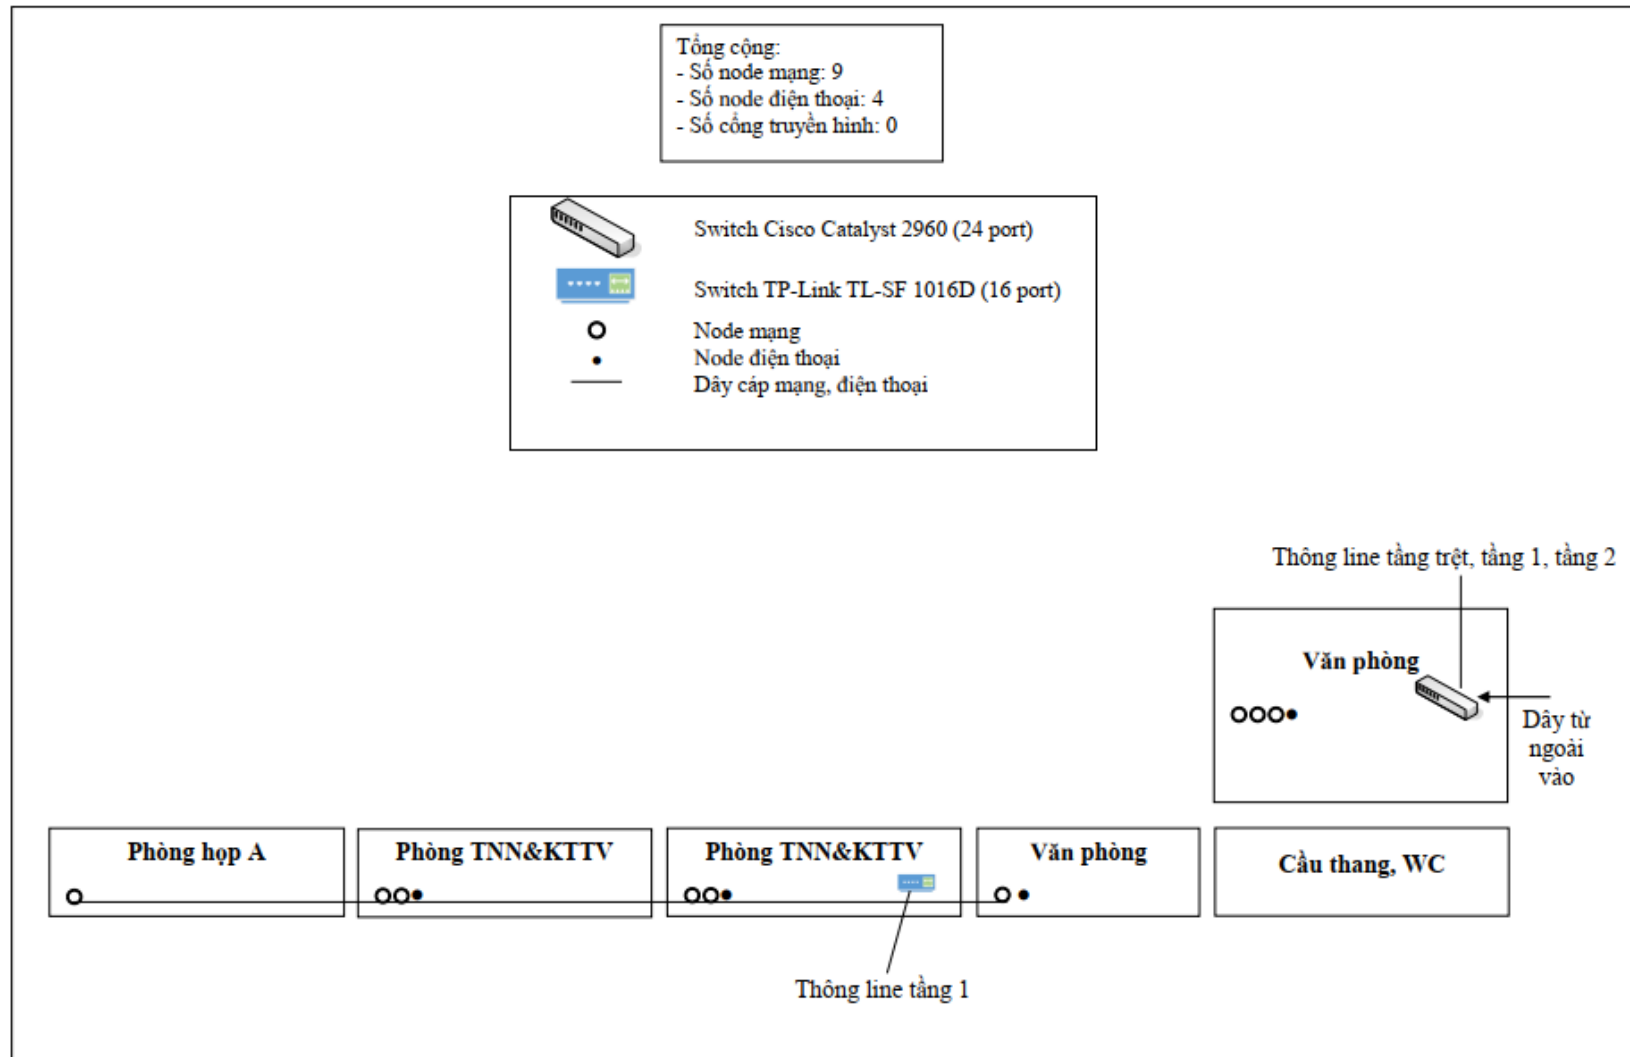 Tổng cộng:
- Số node mạng: 9
- Số node điện thoại: 4
- Số cổng truyền hình: 0
Switch Cisco Catalyst 2960 (24 port)
Switch TP-Link TL-SF 1016D (16 port)
Node mạng
Node điện thoại
Dây cáp mạng, điện thoại
Thông line tầng trệt, tầng 1, tầng 2
Văn phòng
Dây từ
ngoài
vào
Phòng họp A
Phòng TNN&KTTV
Phòng TNN&KTTV
Văn phòng
Cầu thang, WC
Thông line tầng 1